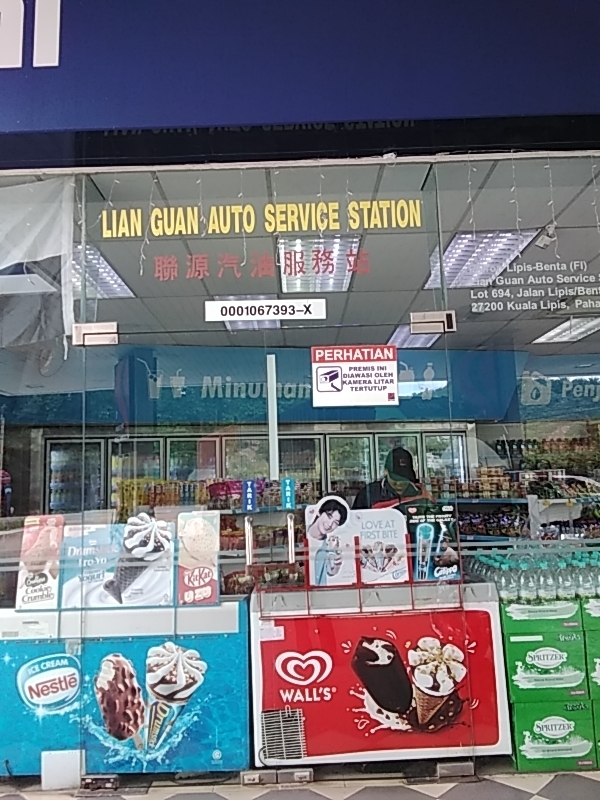 LIAN GUAN AUTO SERVICE STATION
聯源汽油服務站
0001067393-X
Lipis-Benta (FI)
Guan Auto Service
Lot 694, Jalan Lipis/Bent
27200 Kuala Lipis, Paha
PERHATIAN
PREMIS INI
DIAWASI OLEH
KAMERA LITAR
TERTUTUP
Minuman
Penj
TARIK
TARIK
LOVE AT
FIRST BITE
Cookie
Crumble
KitKat
ICE CREAM
Nestlé
WALL'S
SPRITZER
SPRITZER
SPRITZER